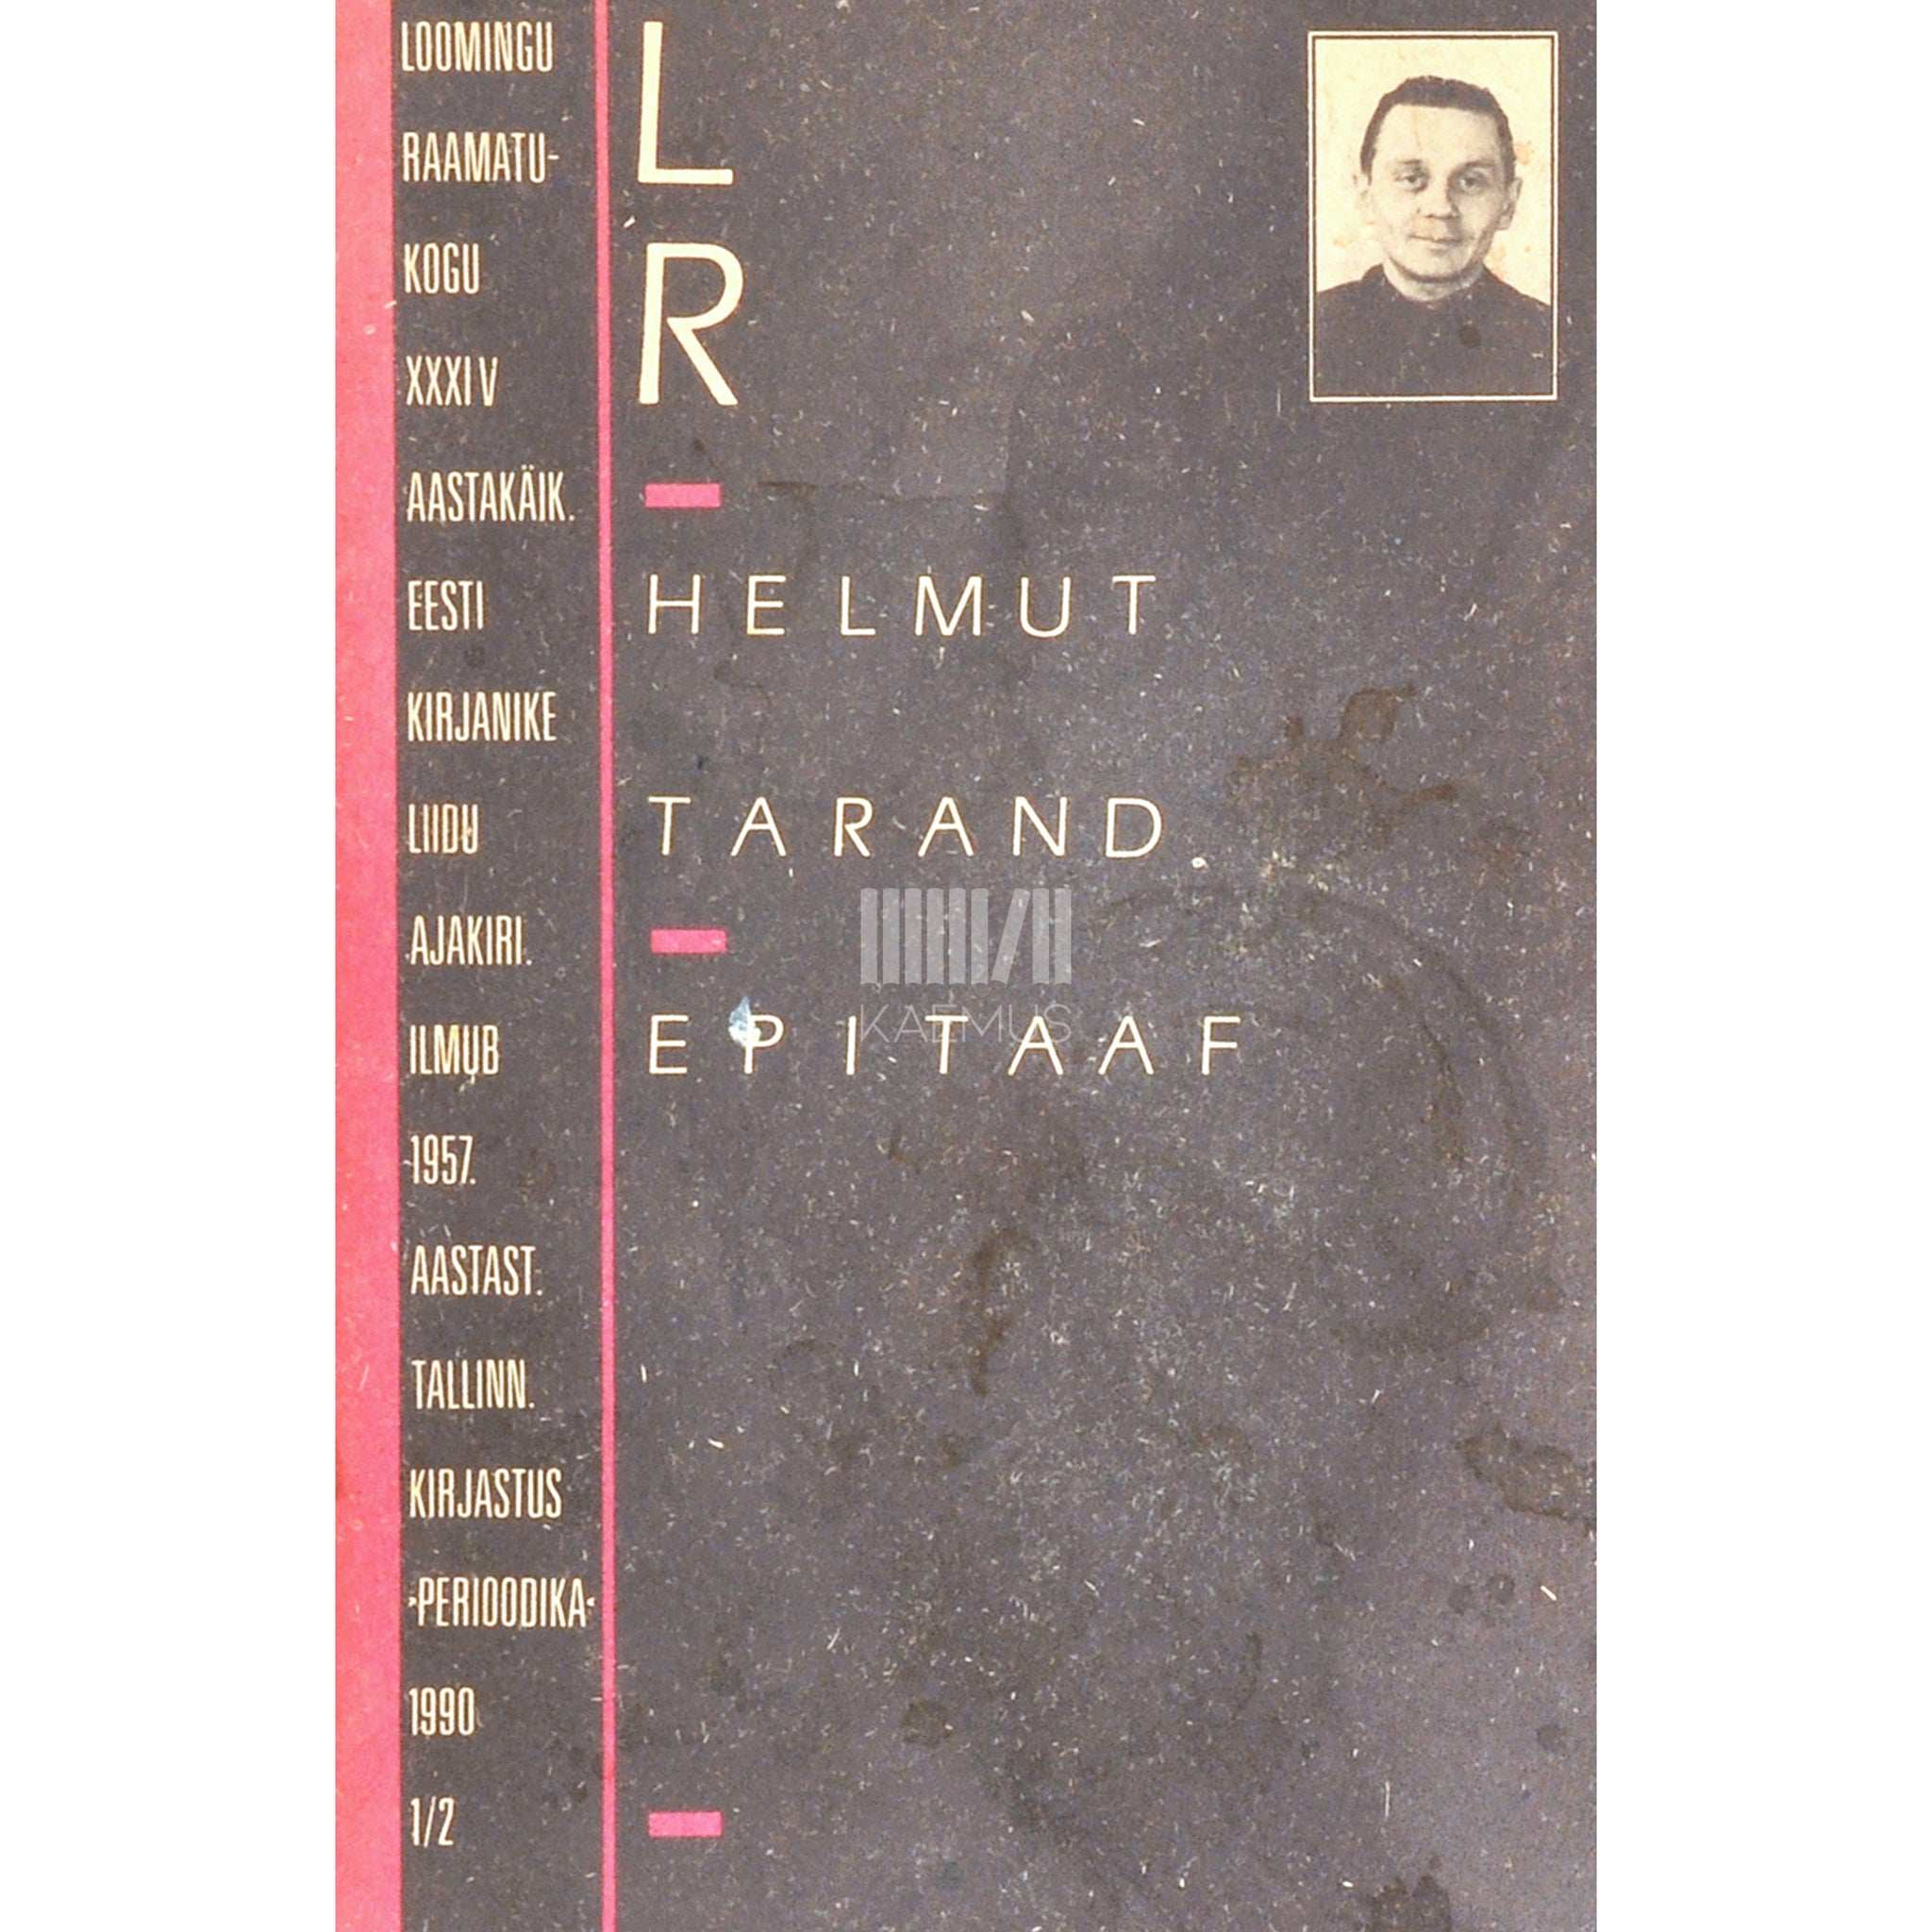 LOOMINGU
RAAMATU-
KOGU
XXXIV
AASTAKÄIK.
EESTI
KIRJANIKE
LIIDU
AJAKIRI.
ILMUB
1957.
AASTAST.
TALLINN.
KIRJASTUS
»PERIOODIKA«
1990
1/2
L
R
HELMUT
TARAND
EPITAAF
KAEMUS